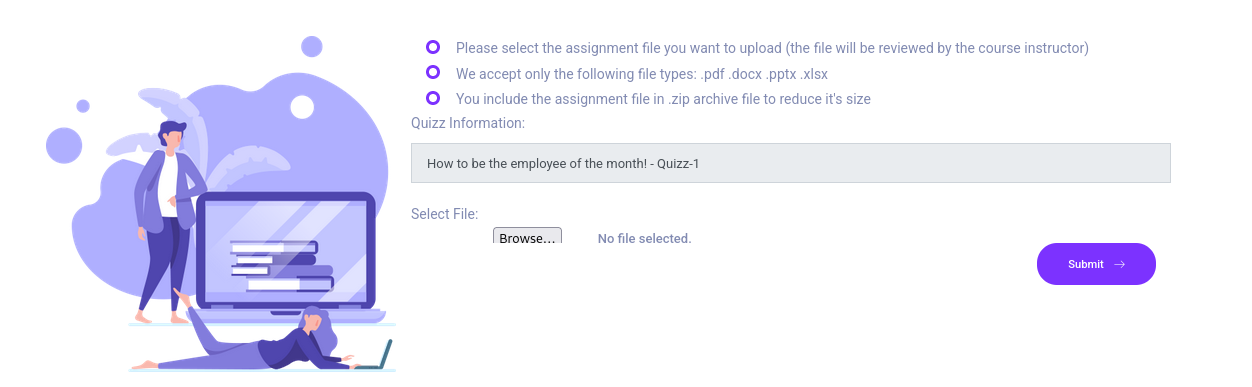 Please select the assignment file you want to upload (the file will be reviewed by the course instructor)
We accept only the following file types: .pdf .docx .pptx .xlsx
You include the assignment file in .zip archive file to reduce it's size
Quizz Information:
How to be the employee of the month! - Quizz-1
Select File:
Browse... No file selected.
Submit